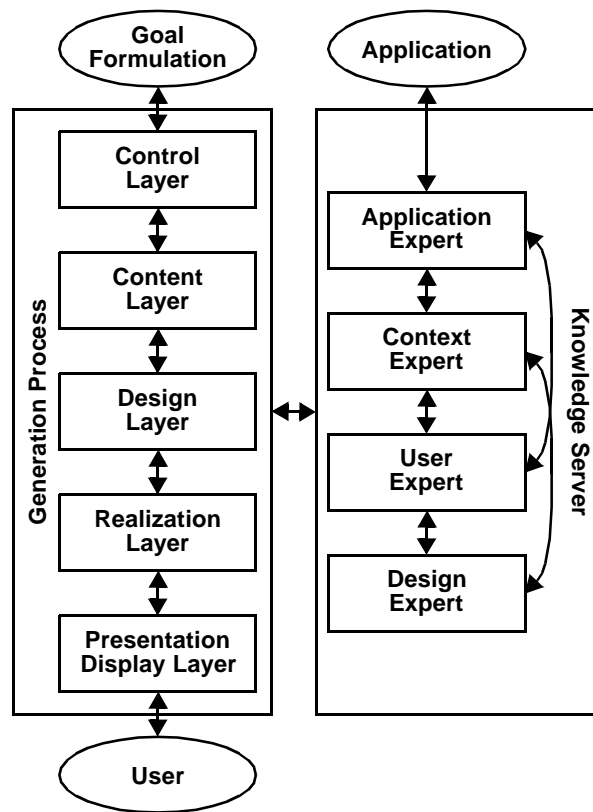 Goal
Formulation
Control
Layer
Content
Layer
Design
Layer
Realization
Layer
Presentation
Display Layer
User
Generation Process
Application
Application
Expert
Context
Expert
User
Expert
Design
Expert
Knowledge Server